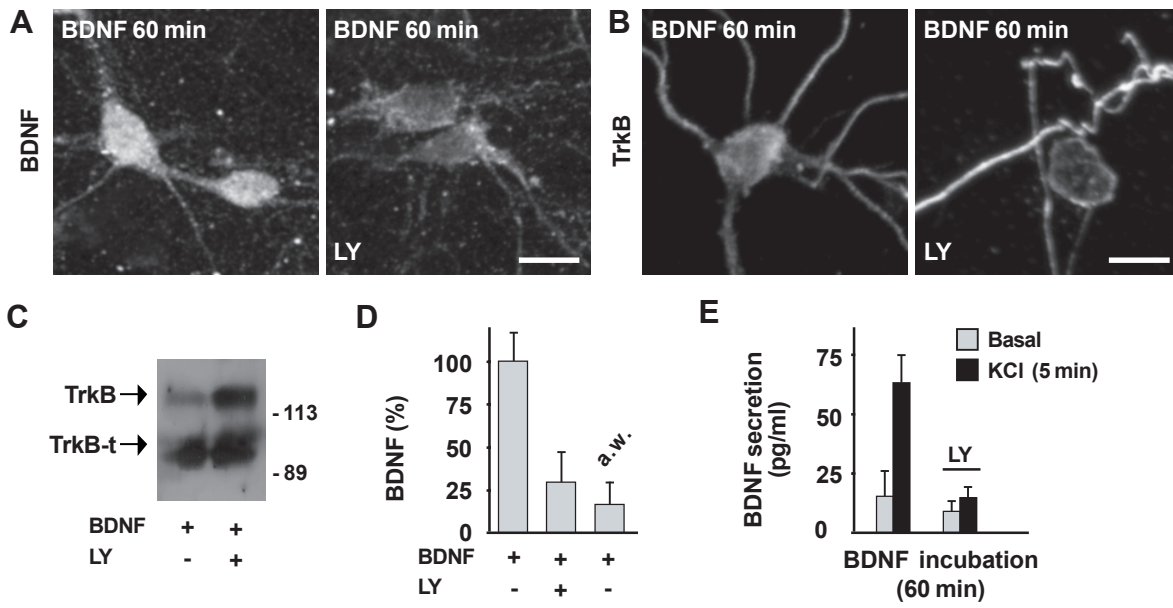 A
BDNF
BDNF 60 min
BDNF 60 min
LY
B
TrkB
BDNF 60 min
BDNF 60 min
LY
C
TrkB
TrkB-t
- 113
- 89
BDNF + +
LY - +
D
BDNF (%)
100
75
50
25
0
a.w.
BDNF + + +
LY - + -
E
BDNF secretion
(pg/ml)
75
50
25
0
Basal
KCl (5 min)
LY
BDNF incubation
(60 min)